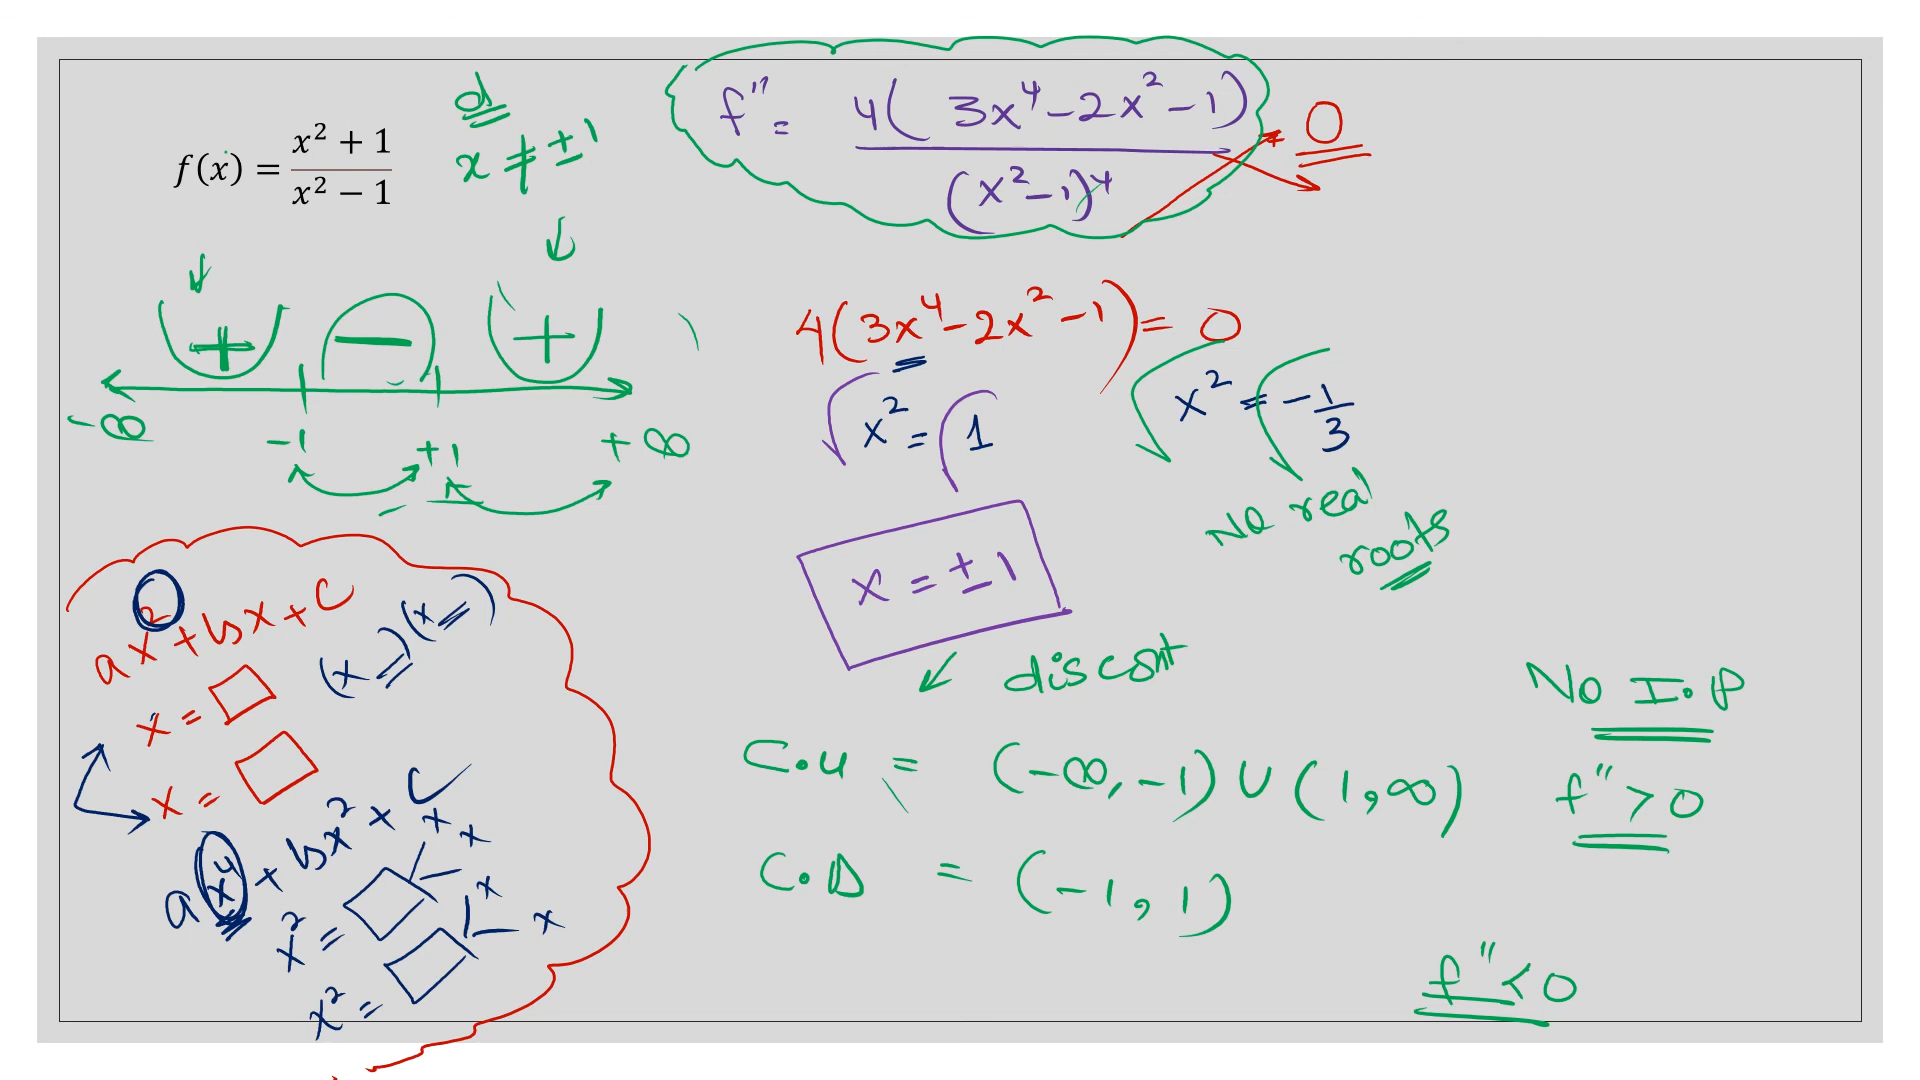 f(x) = (x² + 1)/(x² − 1)
d
x ≠ ±1
f'' = 4(3x⁴ − 2x² − 1)/(x² − 1)⁴ = 0
+ − +
−∞ −1 +1 +∞
−
4(3x⁴ − 2x² − 1) = 0
x² = 1
x² = −1/3
No real
roots
x = ±1
discont
No I.P
C.U = (−∞, −1) ∪ (1, ∞)
f'' > 0
C.D = (−1, 1)
f'' < 0
ax² + bx + c
(x )(x )
x =
x =
ax⁴ + bx² + c
x x
x² =
x
x
x² =